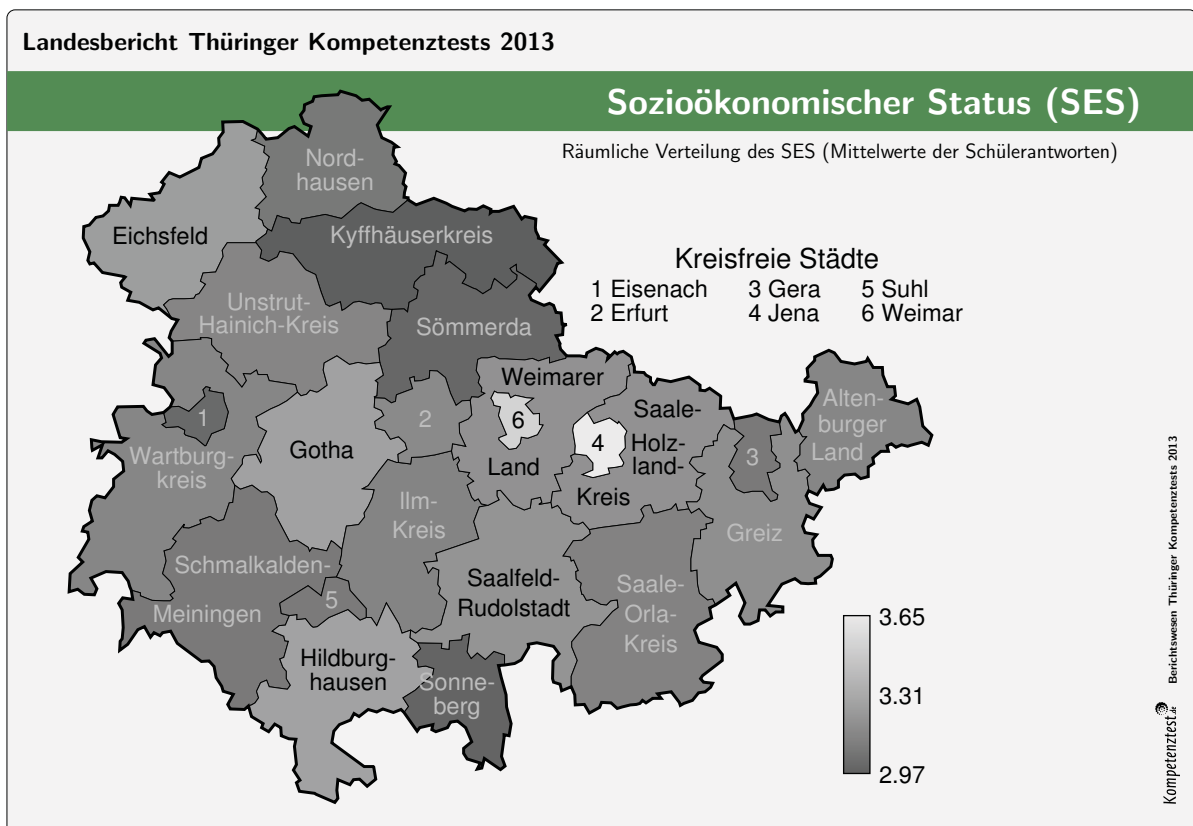 Landesbericht Thüringer Kompetenztests 2013
Sozioökonomischer Status (SES)
Räumliche Verteilung des SES (Mittelwerte der Schülerantworten)
Nord-
hausen
Eichsfeld
Kyffhäuserkreis
Kreisfreie Städte
1 Eisenach 3 Gera 5 Suhl
2 Erfurt 4 Jena 6 Weimar
Unstrut-
Hainich-Kreis
Sömmerda
Weimarer
Land
Saale-
Holz-
land-
Kreis
Alten-
burger
Land
1
2
6
4
3
Gotha
Wartburg-
kreis
Ilm-
Kreis
Greiz
Schmalkalden-
Meiningen
5
Saalfeld-
Rudolstadt
Saale-
Orla-
Kreis
Hildburg-
hausen
Sonne-
berg
3.65
3.31
2.97
Kompetenztest.de Berichtswesen Thüringer Kompetenztests 2013